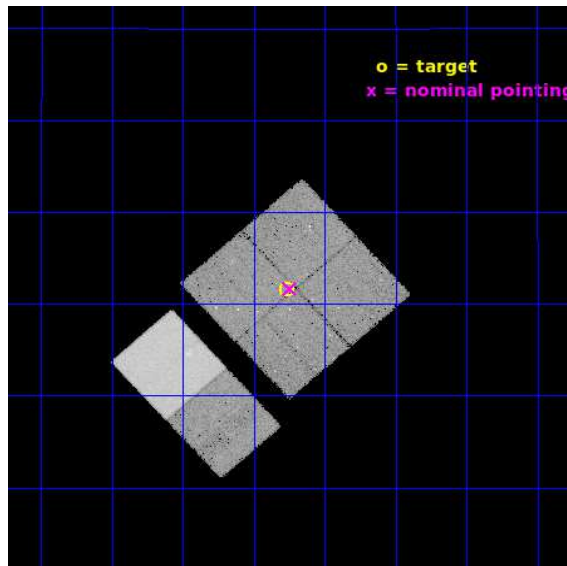 o = target
x = nominal pointing